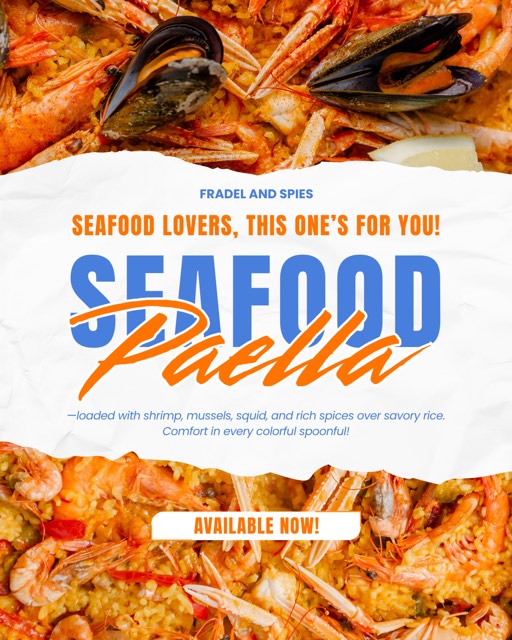 FRADEL AND SPIES
SEAFOOD LOVERS, THIS ONE'S FOR YOU!
SEAFOOD
Paella
—loaded with shrimp, mussels, squid, and rich spices over savory rice.
Comfort in every colorful spoonful!
AVAILABLE NOW!